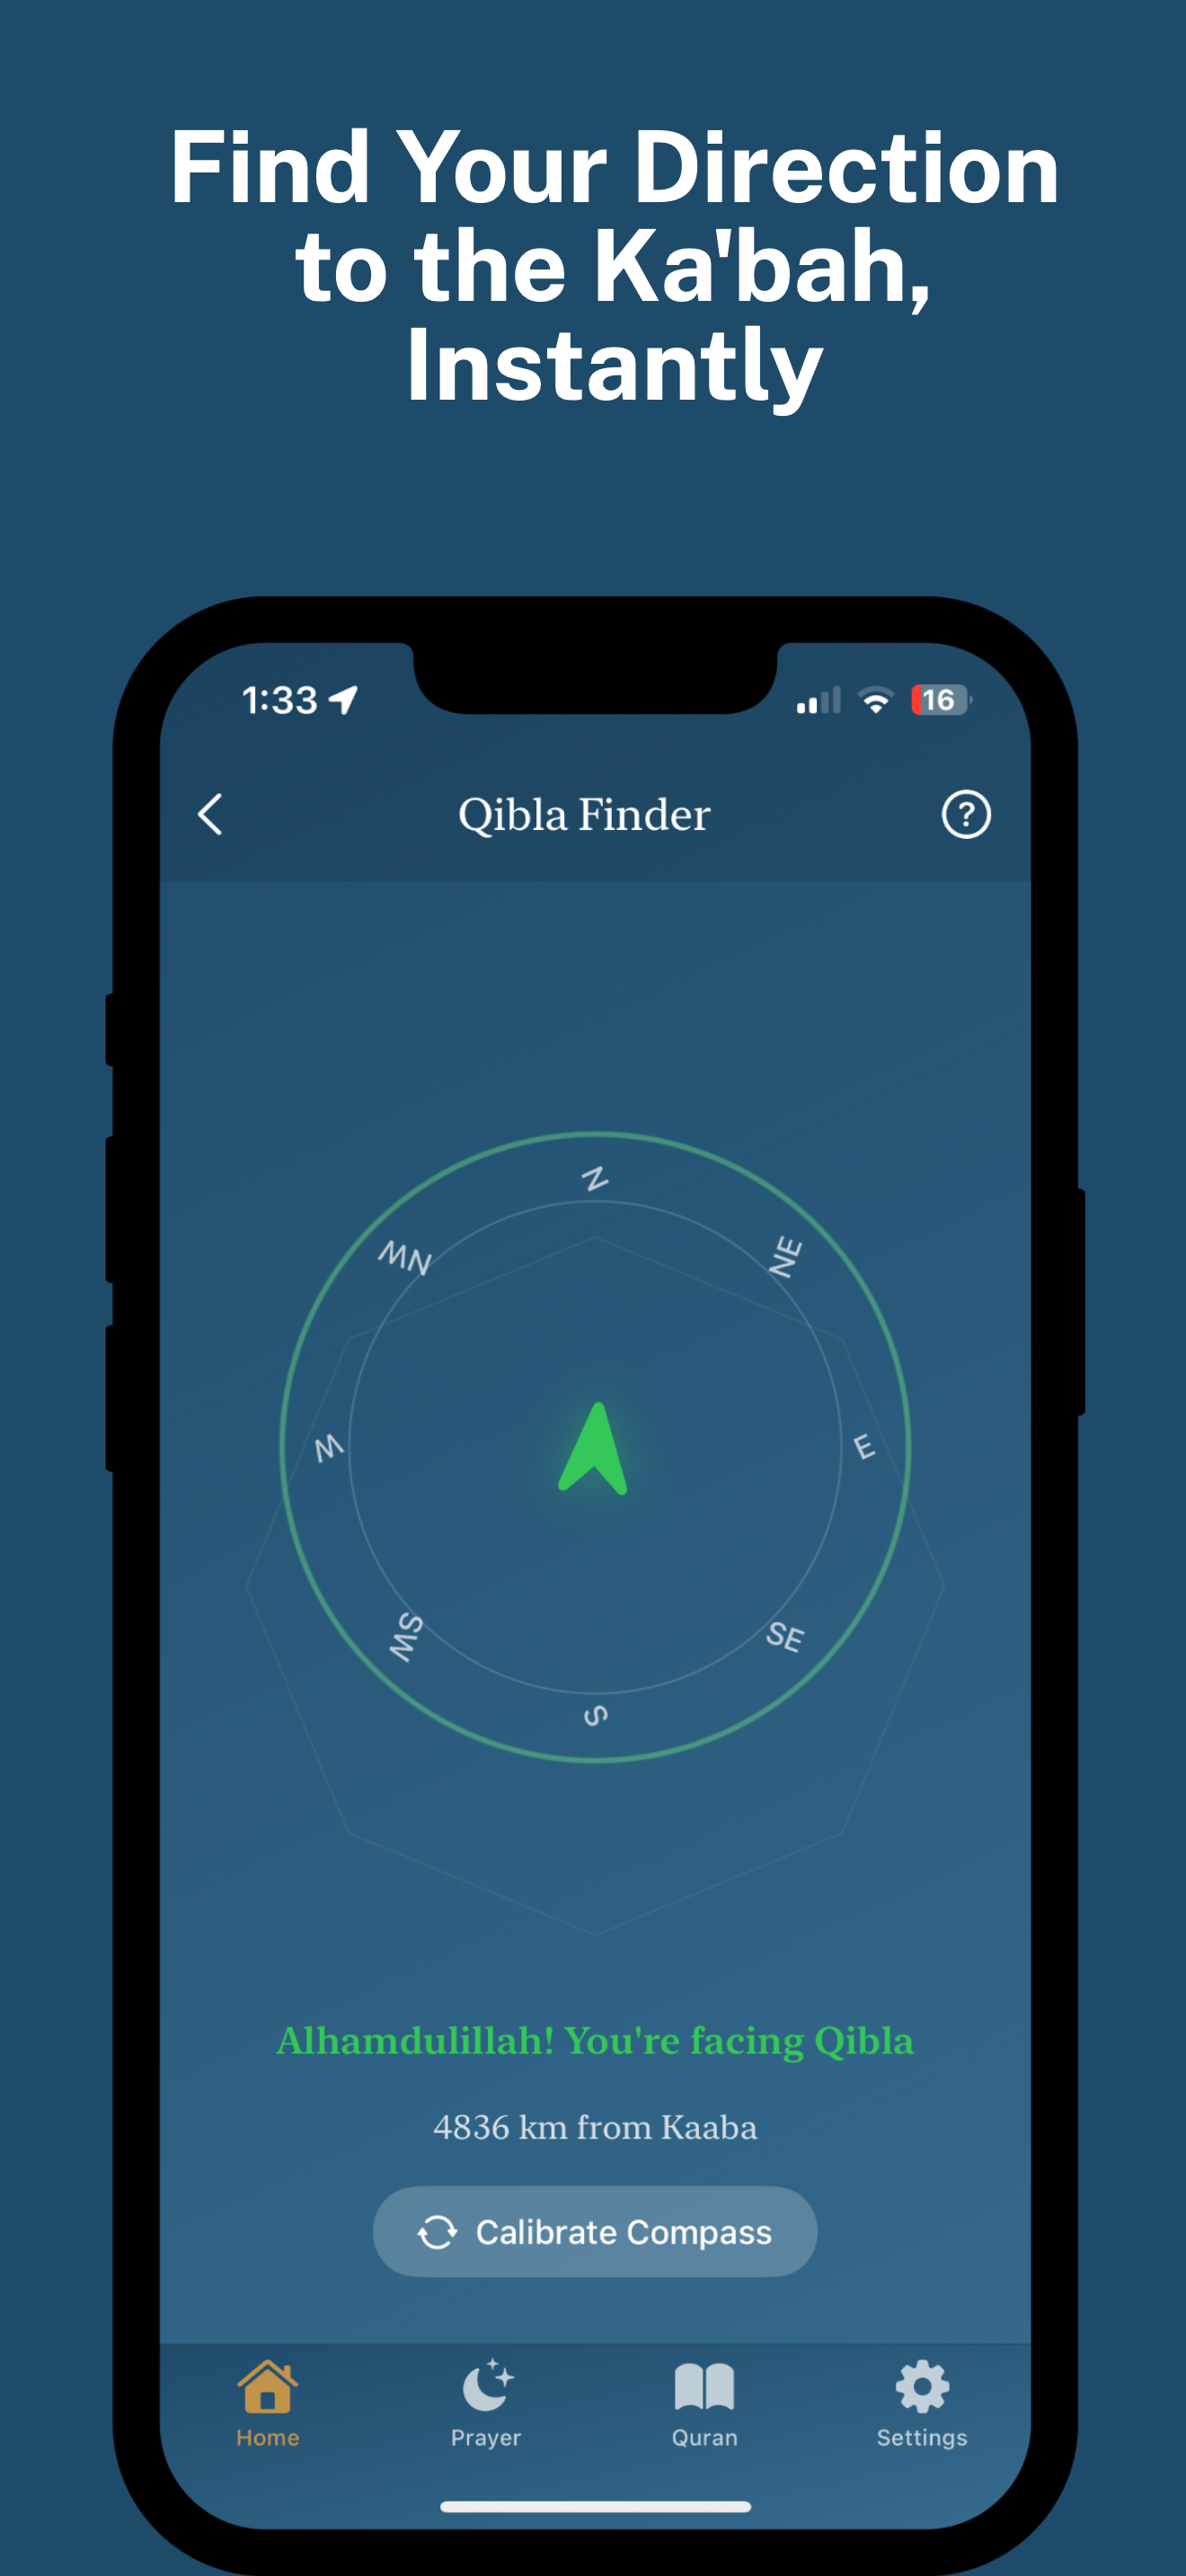 Find Your Direction
to the Ka'bah,
Instantly
1:33
16
Qibla Finder
?
N
NW
NE
W
E
SW
SE
S
Alhamdulillah! You're facing Qibla
4836 km from Kaaba
Calibrate Compass
Home
Prayer
Quran
Settings